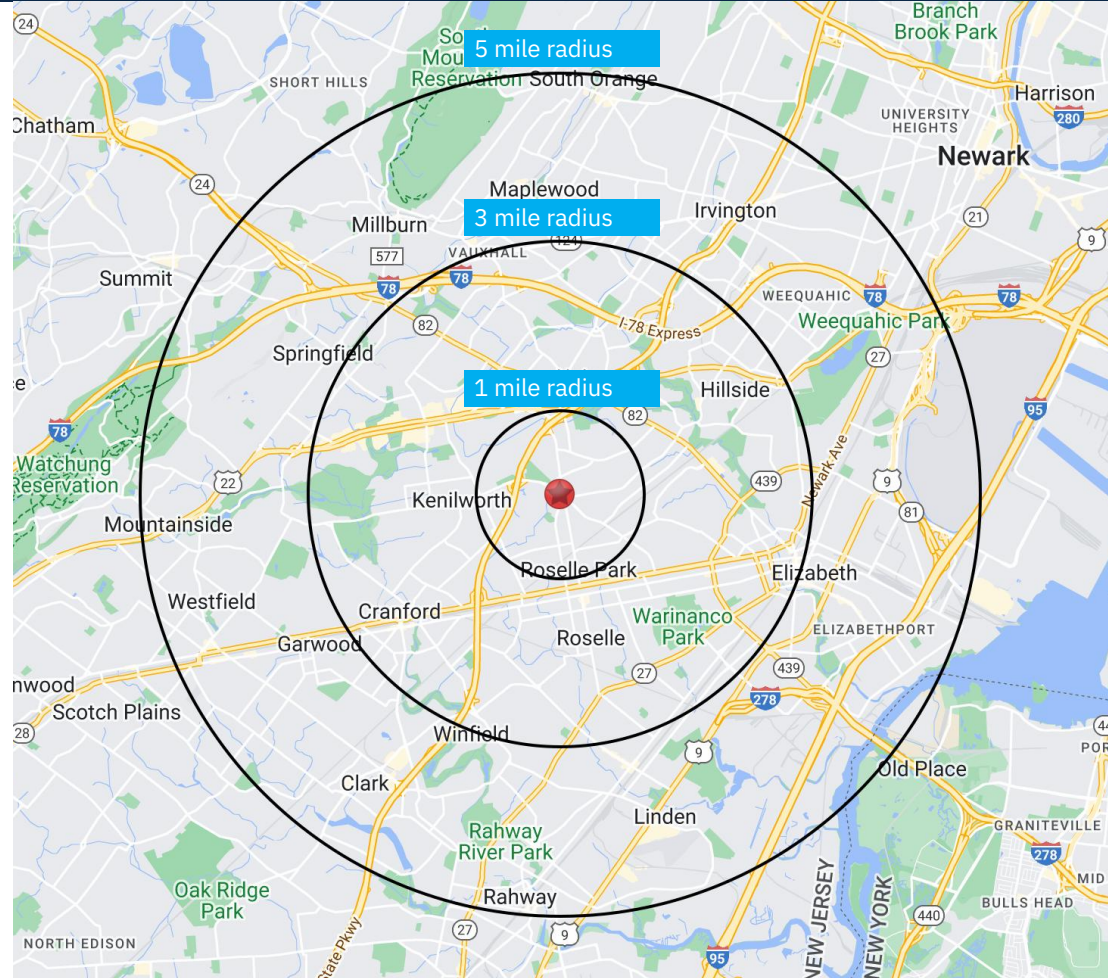 24
Branch
Brook Park
5 mile radius
Reservation
South Orange
SHORT HILLS
Harrison
280
UNIVERSITY
HEIGHTS
Chatham
Newark
24
Maplewood
3 mile radius
Irvington
21
Millburn
124
9
577
VAUXHALL
Summit
78
78
WEEQUAHIC
78
78
Weequahic Park
82
I-78 Express
27
Springfield
1 mile radius
Hillside
82
95
78
Watchung
Reservation
22
439
Newark Ave
9
Kenilworth
81
Mountainside
Roselle Park
Elizabeth
Westfield
Cranford
Warinanco
Park
ELIZABETHPORT
Garwood
Roselle
27
439
nwood
278
Scotch Plains
28
Winfield
9
Old Place
Clark
Linden
GRANITEVILLE
Rahway
River Park
278
MID
Oak Ridge
Park
Rahway
BULLS HEAD
440
NORTH EDISON
State Pkwy
27
9
95
NEW JERSEY
NEW YORK